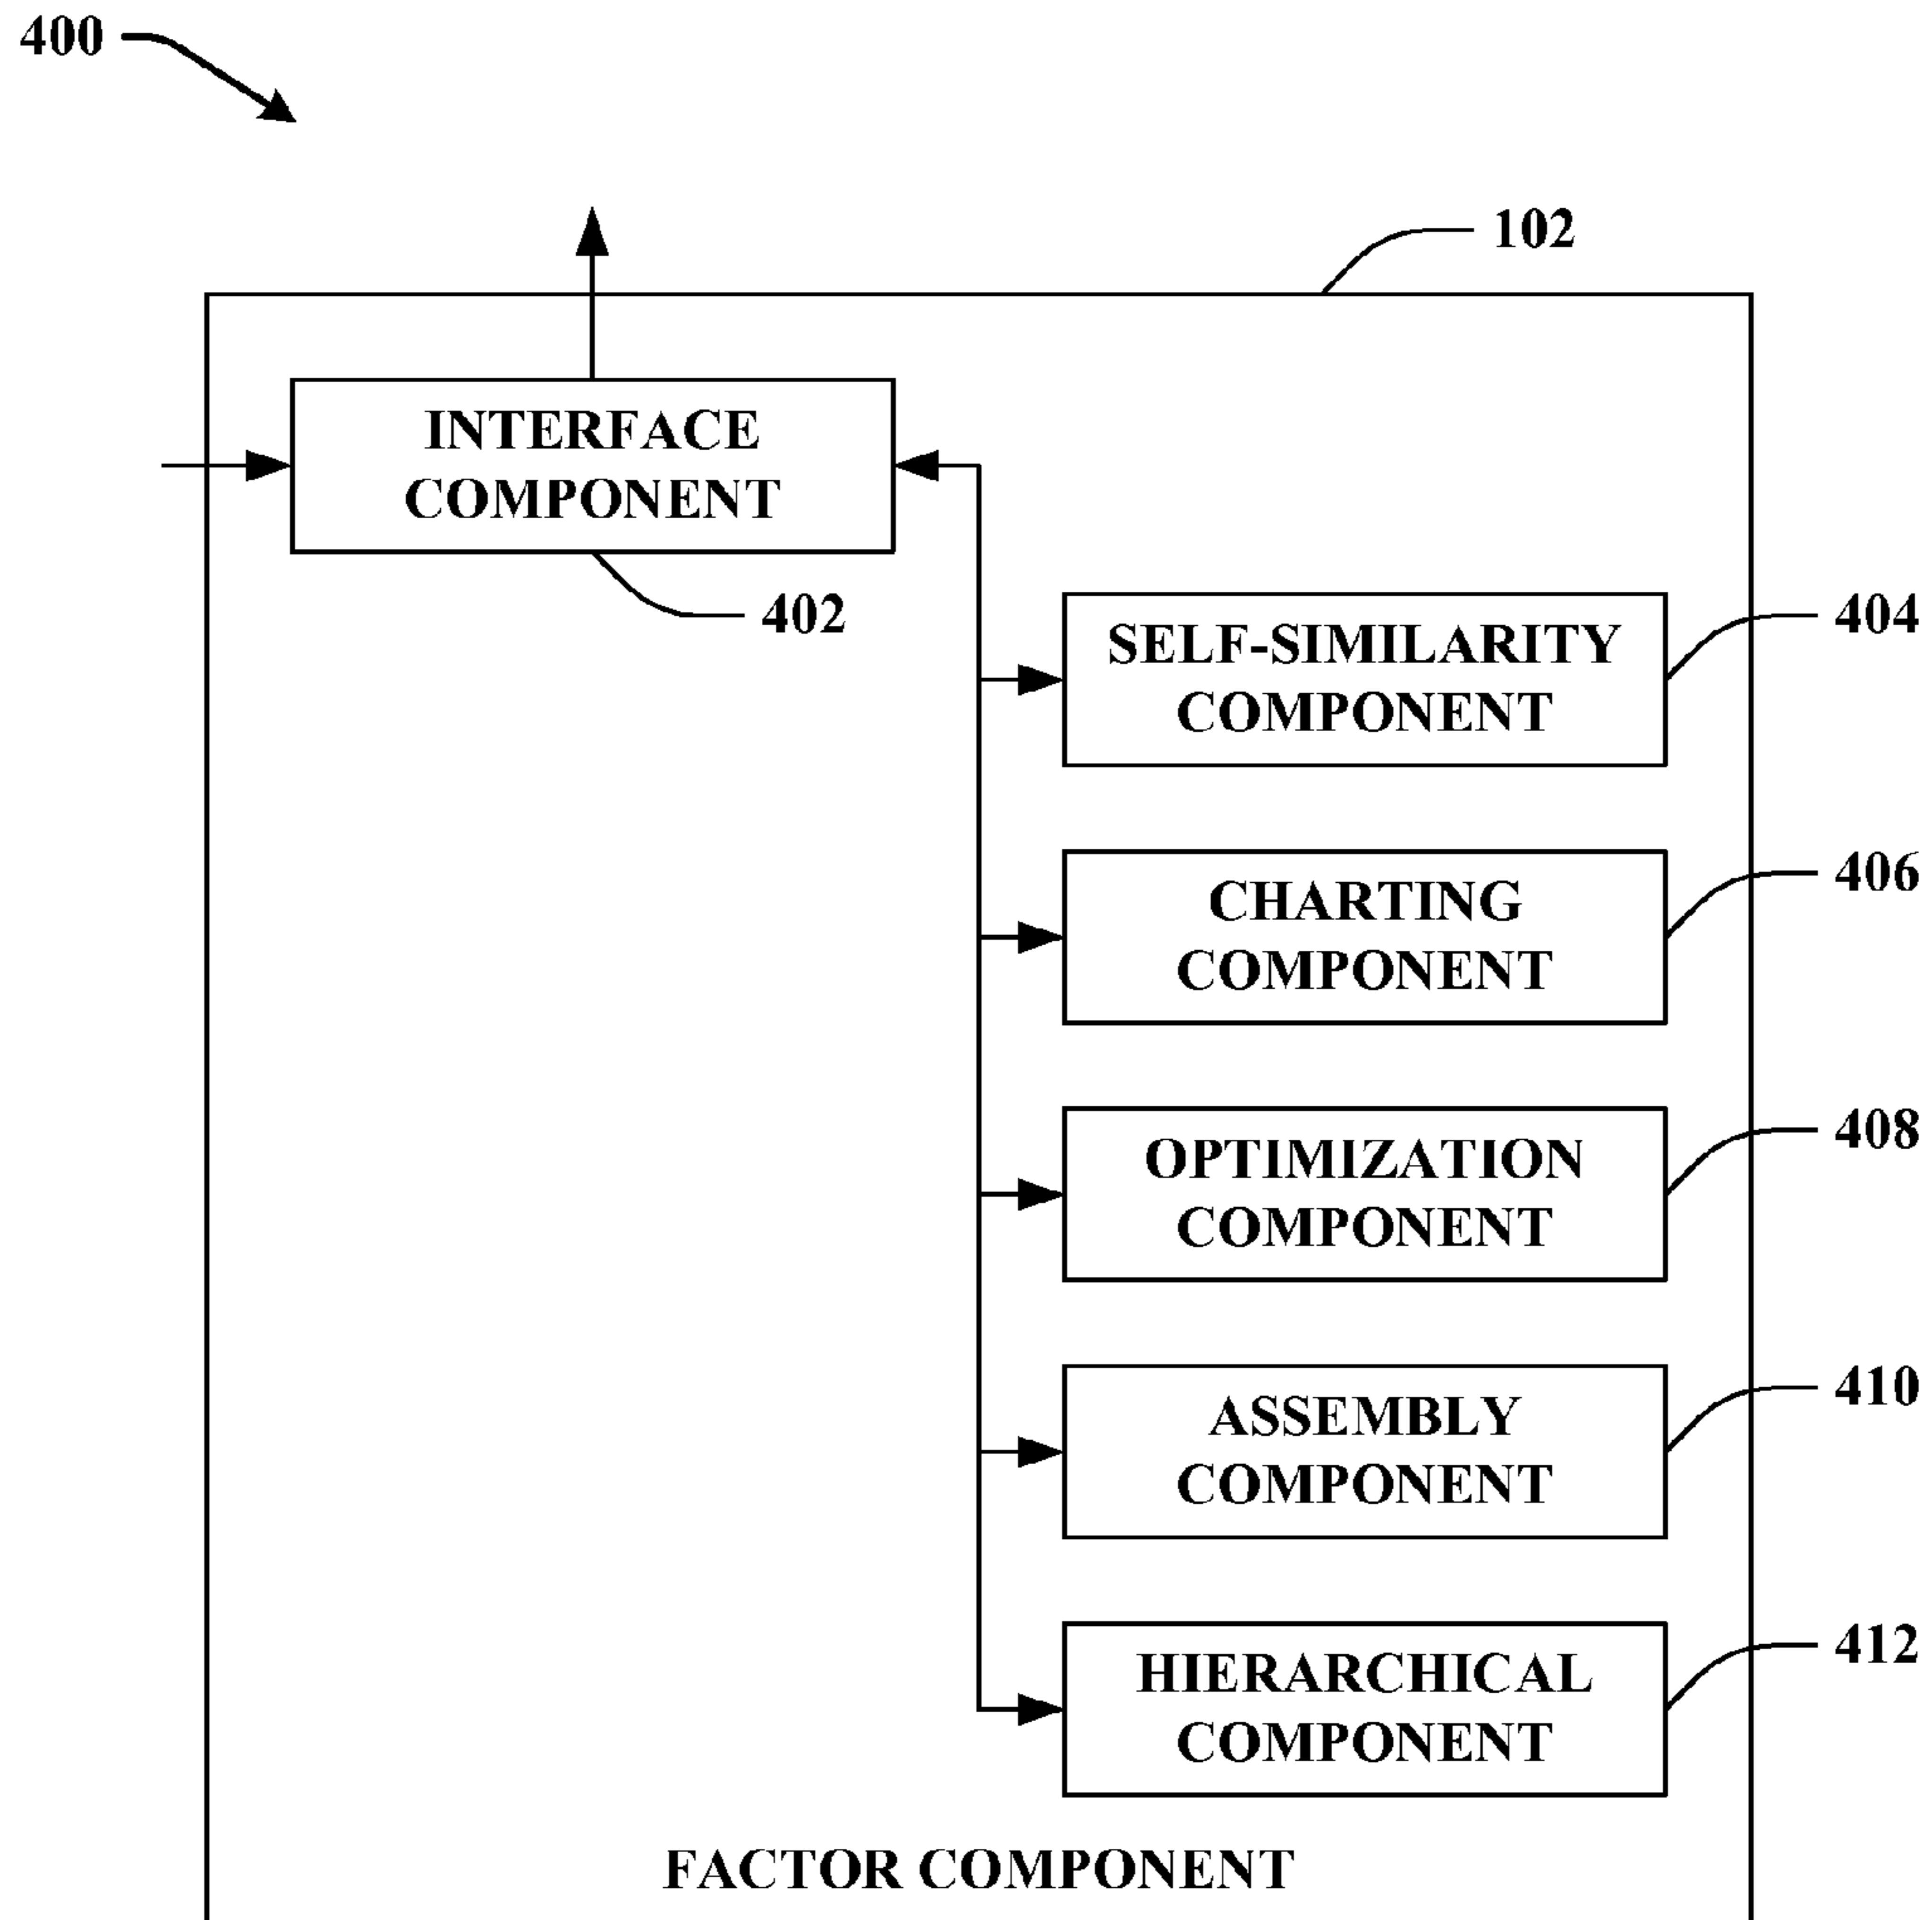 400
102
INTERFACE
COMPONENT
402
SELF-SIMILARITY
COMPONENT
404
CHARTING
COMPONENT
406
OPTIMIZATION
COMPONENT
408
ASSEMBLY
COMPONENT
410
HIERARCHICAL
COMPONENT
412
FACTOR COMPONENT